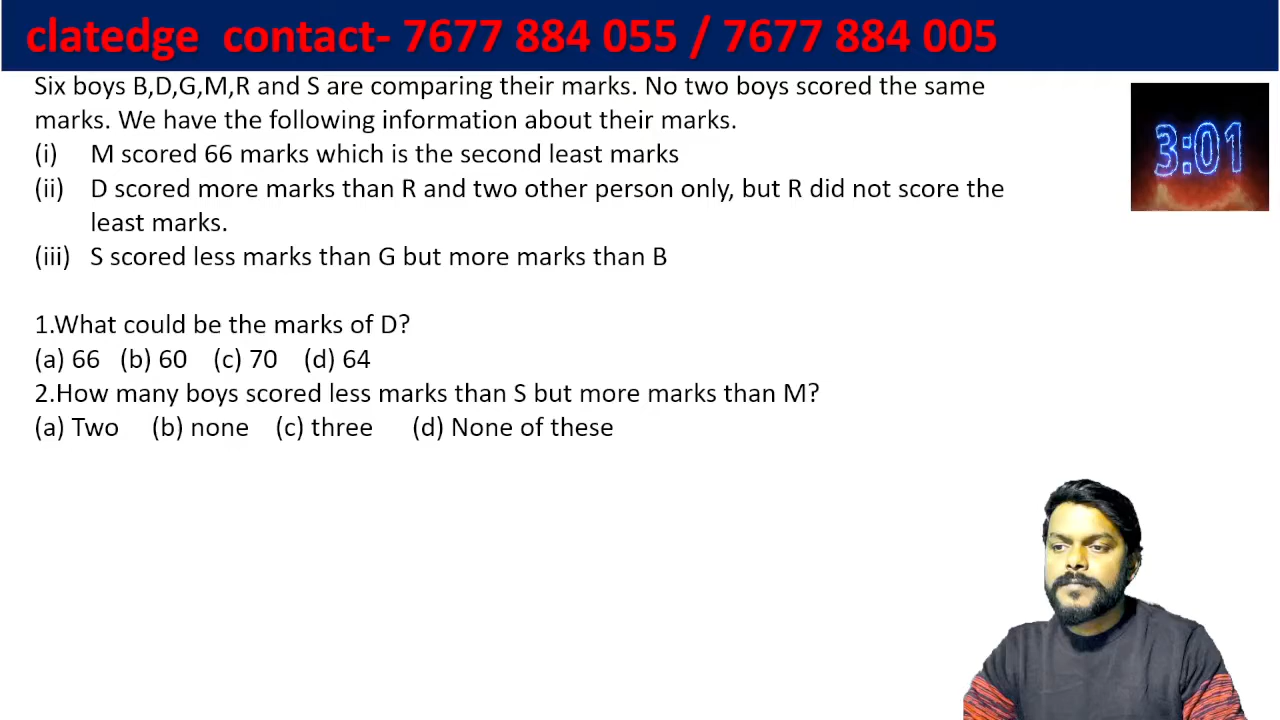 clatedge contact- 7677 884 055 / 7677 884 005
Six boys B,D,G,M,R and S are comparing their marks. No two boys scored the same
marks. We have the following information about their marks.
(i) M scored 66 marks which is the second least marks
(ii) D scored more marks than R and two other person only, but R did not score the
least marks.
(iii) S scored less marks than G but more marks than B
3:01
1.What could be the marks of D?
(a) 66 (b) 60 (c) 70 (d) 64
2.How many boys scored less marks than S but more marks than M?
(a) Two (b) none (c) three (d) None of these